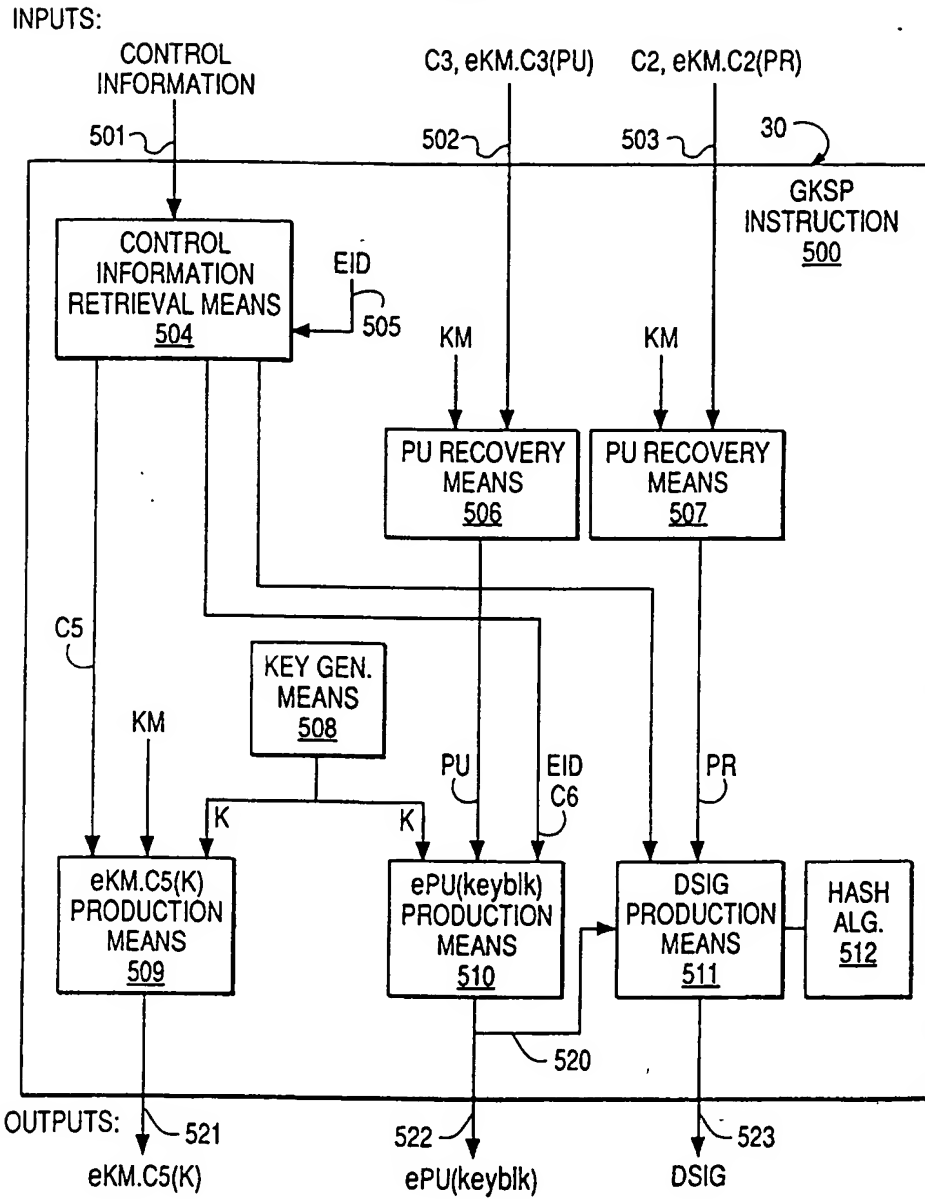 INPUTS:
CONTROL
INFORMATION
C3, eKM.C3(PU)
C2, eKM.C2(PR)
501
502
503
30
GKSP
INSTRUCTION
500
CONTROL
INFORMATION
RETRIEVAL MEANS
504
EID
505
KM
KM
PU RECOVERY
MEANS
506
PU RECOVERY
MEANS
507
C5
KEY GEN.
MEANS
508
KM
PU
EID
C6
PR
K
K
eKM.C5(K)
PRODUCTION
MEANS
509
ePU(keyblk)
PRODUCTION
MEANS
510
DSIG
PRODUCTION
MEANS
511
HASH
ALG.
512
520
OUTPUTS:
521
522
523
eKM.C5(K)
ePU(keyblk)
DSIG